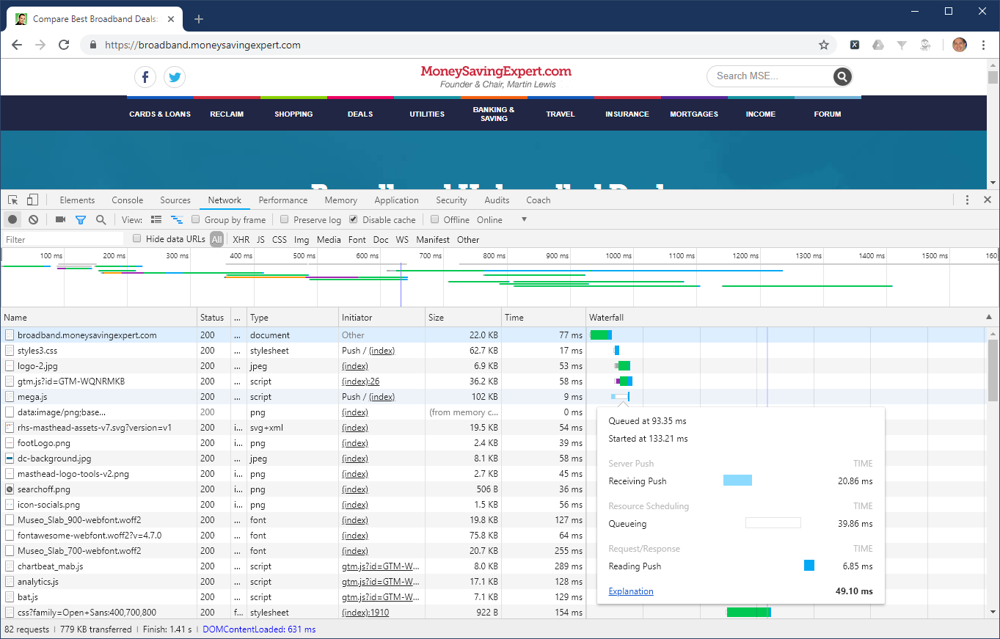 Compare Best Broadband Deals:
https://broadband.moneysavingexpert.com
MoneySavingExpert.com
Founder & Chair, Martin Lewis
Search MSE...
CARDS & LOANS RECLAIM SHOPPING DEALS UTILITIES BANKING & SAVING TRAVEL INSURANCE MORTGAGES INCOME FORUM
Elements Console Sources Network Performance Memory Application Security Audits Coach
View: Group by frame Preserve log Disable cache Offline Online
Filter Hide data URLs All XHR JS CSS Img Media Font Doc WS Manifest Other
100 ms 200 ms 300 ms 400 ms 500 ms 600 ms 700 ms 800 ms 900 ms 1000 ms 1100 ms 1200 ms 1300 ms 1400 ms 1500 ms 160
Name Status ... Type Initiator Size Time Waterfall
broadband.moneysavingexpert.com 200 ... document Other 22.0 KB 77 ms
styles3.css 200 ... stylesheet Push / (index) 62.7 KB 17 ms
logo-2.jpg 200 ... jpeg (index) 6.9 KB 53 ms
gtm.js?id=GTM-WQNRMKB 200 ... script (index):26 36.2 KB 58 ms
mega.js 200 ... script Push / (index) 102 KB 9 ms
data:image/png;base... 200 png (index) (from memory c... 0 ms
rhs-masthead-assets-v7.svg?version=v1 200 i... svg+xml (index) 19.5 KB 54 ms
footLogo.png 200 i... png (index) 2.4 KB 39 ms
dc-background.jpg 200 ... jpeg (index) 8.1 KB 58 ms
masthead-logo-tools-v2.png 200 i... png (index) 2.7 KB 45 ms
searchoff.png 200 i... png (index) 506 B 36 ms
icon-socials.png 200 i... png (index) 1.5 KB 56 ms
Museo_Slab_900-webfont.woff2 200 ... font (index) 19.8 KB 127 ms
fontawesome-webfont.woff2?v=4.7.0 200 ... font (index) 75.8 KB 64 ms
Museo_Slab_700-webfont.woff2 200 ... font (index) 20.7 KB 255 ms
chartbeat_mab.js 200 ... script gtm.js?id=GTM-W... 8.0 KB 289 ms
analytics.js 200 ... script gtm.js?id=GTM-W... 17.1 KB 128 ms
bat.js 200 ... script gtm.js?id=GTM-W... 7.1 KB 129 ms
css?family=Open+Sans:400,700,800 200 f... stylesheet (index):1910 922 B 154 ms
Queued at 93.35 ms
Started at 133.21 ms
Server Push TIME
Receiving Push 20.86 ms
Resource Scheduling TIME
Queueing 39.86 ms
Request/Response TIME
Reading Push 6.85 ms
Explanation 49.10 ms
82 requests | 779 KB transferred | Finish: 1.41 s | DOMContentLoaded: 631 ms